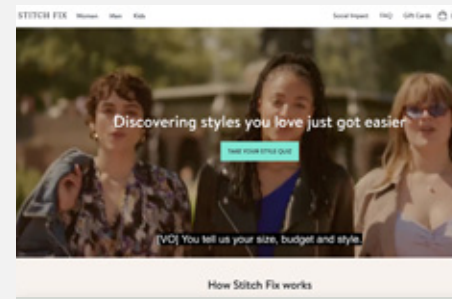 STITCH FIX Women Men Kids Social Impact FAQ Gift Cards
Discovering styles you love just got easier
TAKE YOUR STYLE QUIZ
[VO] You tell us your size, budget and style.
How Stitch Fix works